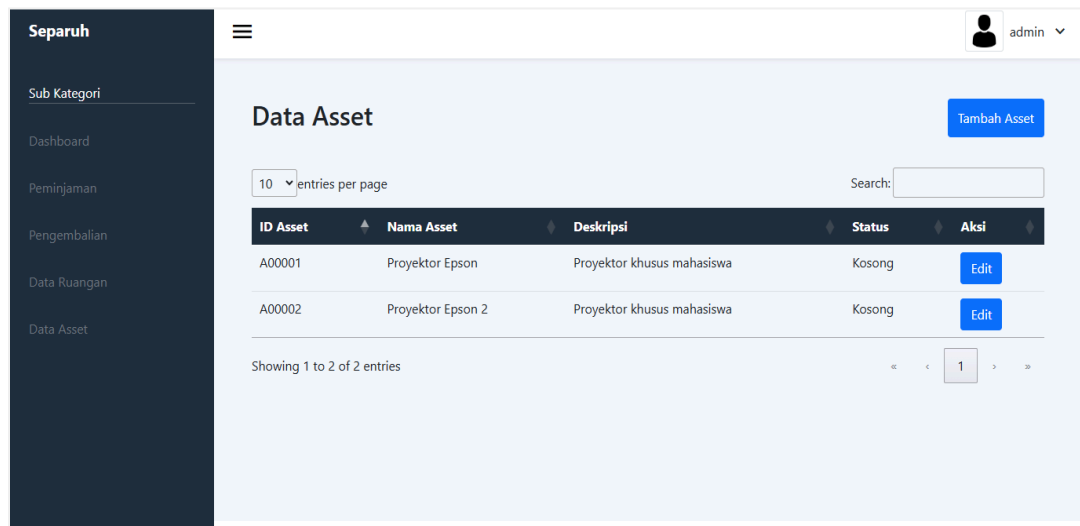 Separuh
admin
Sub Kategori
Dashboard
Peminjaman
Pengembalian
Data Ruangan
Data Asset
Data Asset
Tambah Asset
10 entries per page
Search:
ID Asset Nama Asset Deskripsi Status Aksi
A00001 Proyektor Epson Proyektor khusus mahasiswa Kosong Edit
A00002 Proyektor Epson 2 Proyektor khusus mahasiswa Kosong Edit
Showing 1 to 2 of 2 entries
« ‹ 1 › »